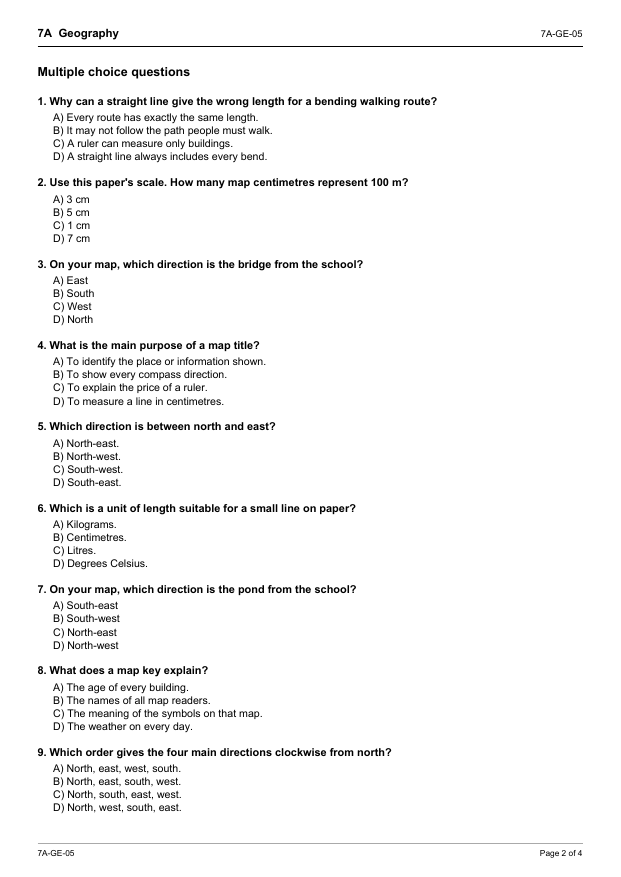 7A Geography
7A-GE-05
Multiple choice questions
1. Why can a straight line give the wrong length for a bending walking route?
A) Every route has exactly the same length.
B) It may not follow the path people must walk.
C) A ruler can measure only buildings.
D) A straight line always includes every bend.
2. Use this paper's scale. How many map centimetres represent 100 m?
A) 3 cm
B) 5 cm
C) 1 cm
D) 7 cm
3. On your map, which direction is the bridge from the school?
A) East
B) South
C) West
D) North
4. What is the main purpose of a map title?
A) To identify the place or information shown.
B) To show every compass direction.
C) To explain the price of a ruler.
D) To measure a line in centimetres.
5. Which direction is between north and east?
A) North-east.
B) North-west.
C) South-west.
D) South-east.
6. Which is a unit of length suitable for a small line on paper?
A) Kilograms.
B) Centimetres.
C) Litres.
D) Degrees Celsius.
7. On your map, which direction is the pond from the school?
A) South-east
B) South-west
C) North-east
D) North-west
8. What does a map key explain?
A) The age of every building.
B) The names of all map readers.
C) The meaning of the symbols on that map.
D) The weather on every day.
9. Which order gives the four main directions clockwise from north?
A) North, east, west, south.
B) North, east, south, west.
C) North, south, east, west.
D) North, west, south, east.
7A-GE-05
Page 2 of 4